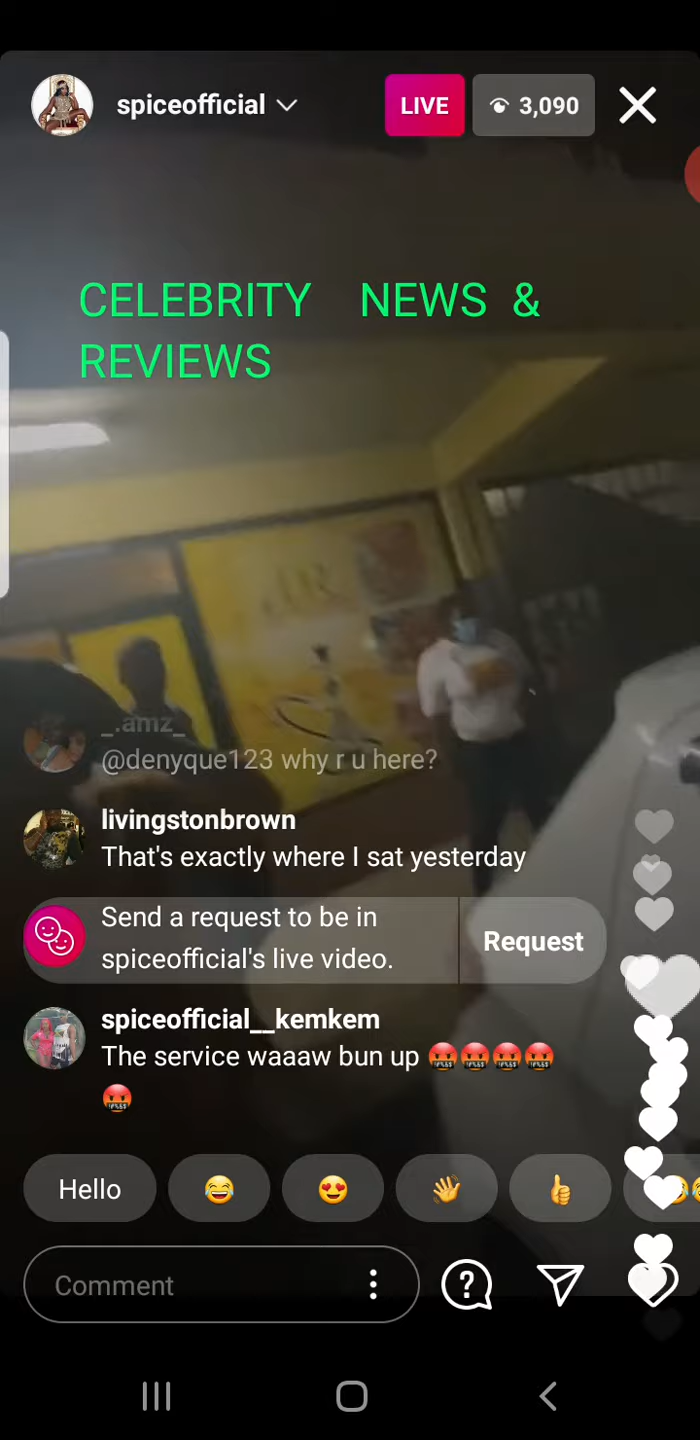 spiceofficial
LIVE
3,090
CELEBRITY NEWS &
REVIEWS
_.amz_
@denyque123 why r u here?
livingstonbrown
That's exactly where I sat yesterday
Send a request to be in
spiceofficial's live video.
Request
spiceofficial__kemkem
The service waaaw bun up 🤬🤬🤬🤬
🤬
Hello
😂
😍
👋
👍
Comment